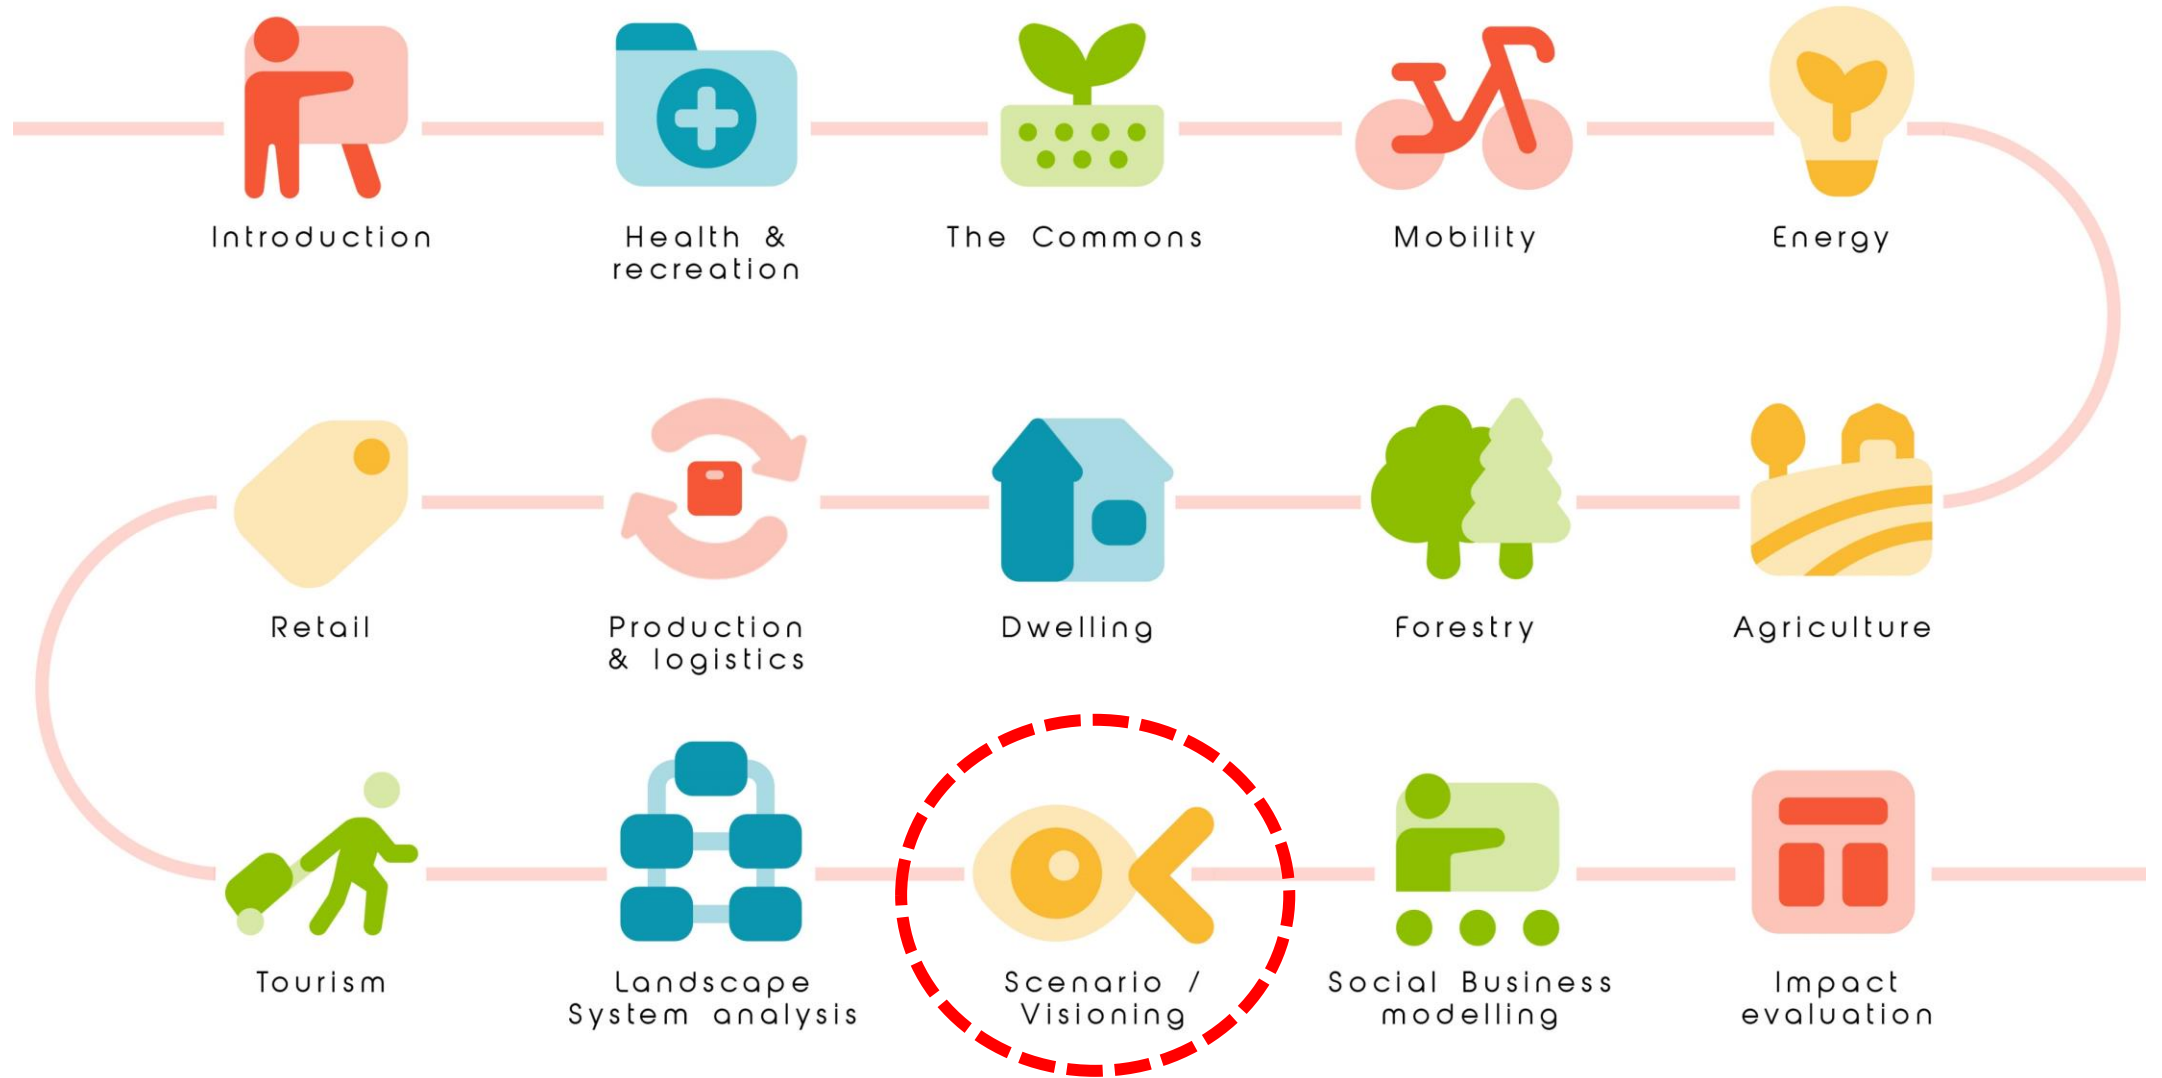 Introduction
Health &
recreation
The Commons
Mobility
Energy
Retail
Production
& logistics
Dwelling
Forestry
Agriculture
Tourism
Landscape
System analysis
Scenario /
Visioning
Social Business
modelling
Impact
evaluation